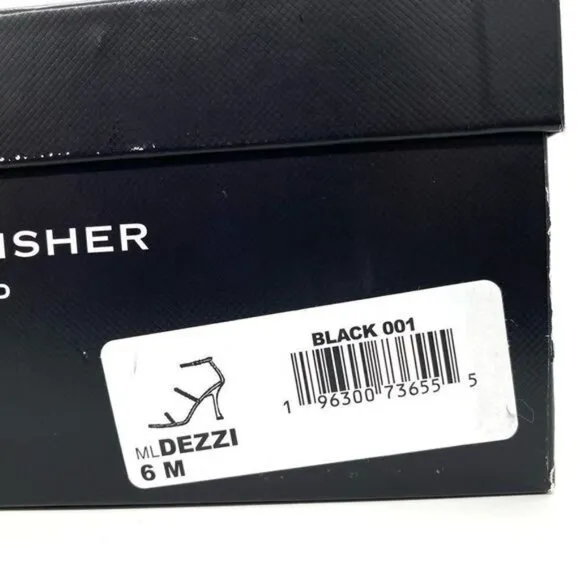 ISHER
D
BLACK 001
1 96300 73655 5
MLDEZZI
6 M